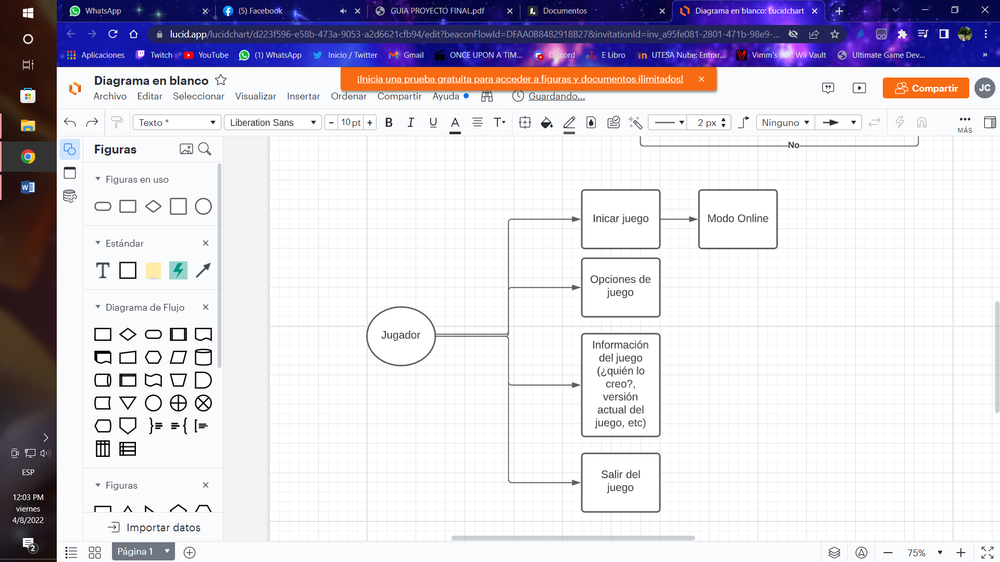 WhatsApp
(5) Facebook
GUIA PROYECTO FINAL.pdf
Documentos
Diagrama en blanco: Lucidchart
lucid.app/lucidchart/d223f596-e58b-473a-9053-a2d6621cfb94/edit?beaconFlowId=DFAA0B8482918B27&invitationId=inv_a95fe081-2801-471b-98e9-...
Aplicaciones
Twitch
YouTube
(1) WhatsApp
Inicio / Twitter
Gmail
ONCE UPON A TIM...
Discord
E Libro
UTESA Nube: Entrar...
Vimm's Lair: Wii Vault
Ultimate Game Dev...
»
Diagrama en blanco
¡Inicia una prueba gratuita para acceder a figuras y documentos ilimitados!
Archivo
Editar
Seleccionar
Visualizar
Insertar
Ordenar
Compartir
Ayuda
Guardando...
Compartir
JC
Texto *
Liberation Sans
10 pt
B
I
U
A
T
2 px
Ninguno
MÁS
Figuras
Figuras en uso
Estándar
T
Diagrama de Flujo
Figuras
Importar datos
No
Inicar juego
Modo Online
Opciones de
juego
Jugador
Información
del juego
(¿quién lo
creo?,
versión
actual del
juego, etc)
Salir del
juego
ESP
12:03 PM
viernes
4/8/2022
2
Página 1
75%